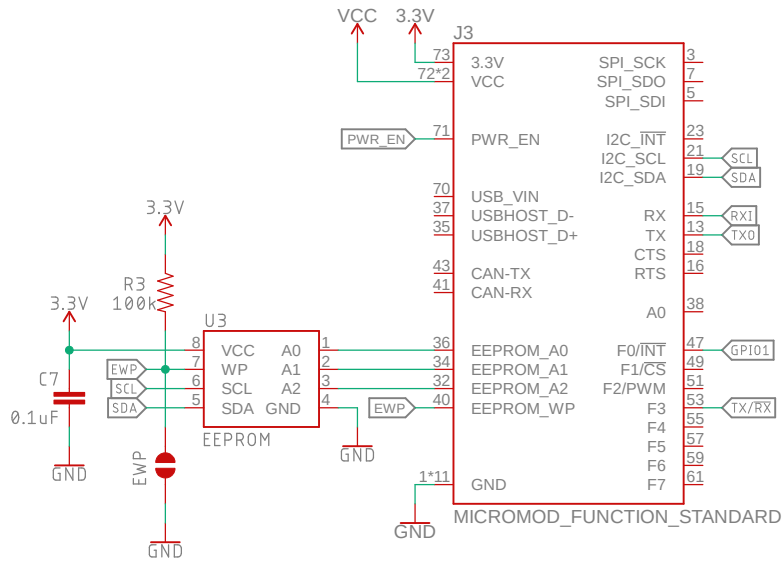 VCC 3.3V
J3
73 3.3V SPI_SCK 3
72*2 VCC SPI_SDO 7
SPI_SDI 5
PWR_EN 71 PWR_EN I2C_INT 23
I2C_SCL 21 SCL
I2C_SDA 19 SDA
70 USB_VIN
37 USBHOST_D- RX 15 RXI
35 USBHOST_D+ TX 13 TXO
CTS 18
43 CAN-TX RTS 16
41 CAN-RX
A0 38
3.3V
R3
100k
3.3V
U3
8 VCC A0 1 36 EEPROM_A0 F0/INT 47 GPIO1
EWP 7 WP A1 2 34 EEPROM_A1 F1/CS 49
SCL 6 SCL A2 3 32 EEPROM_A2 F2/PWM 51
SDA 5 SDA GND 4 EWP 40 EEPROM_WP F3 53 TX/RX
C7
0.1uF
EEPROM
F4 55
F5 57
F6 59
1*11 GND F7 61
GND
EWP
GND
GND
MICROMOD_FUNCTION_STANDARD
GND